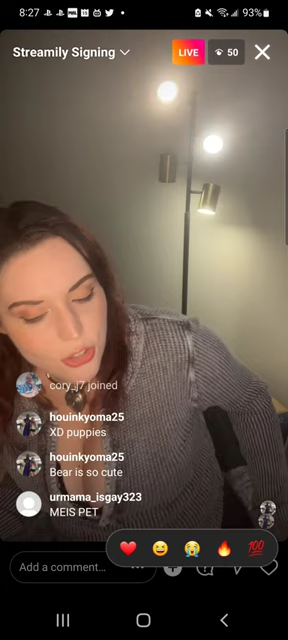 8:27
93%
Streamily Signing
LIVE
50
cory_j7 joined
houinkyoma25
XD puppies
houinkyoma25
Bear is so cute
urmama_isgay323
MEIS PET
100
Add a comment...